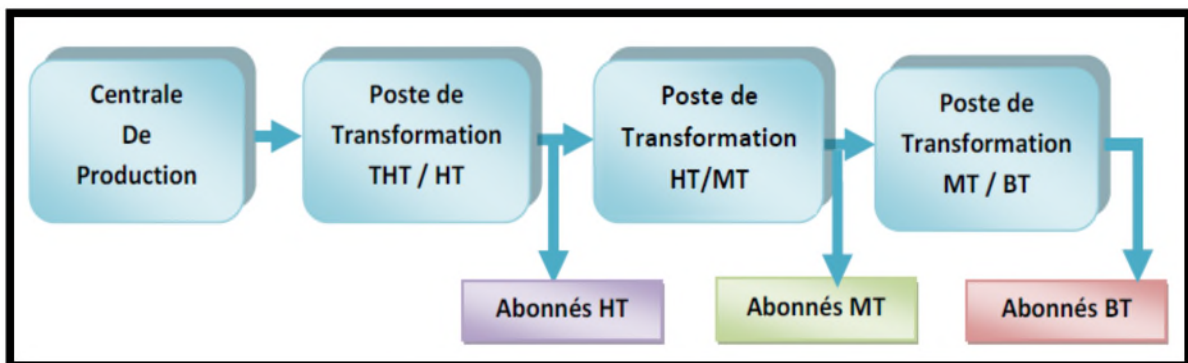 Centrale
De
Production
Poste de
Transformation
THT / HT
Poste de
Transformation
HT/MT
Poste de
Transformation
MT / BT
Abonnés HT
Abonnés MT
Abonnés BT